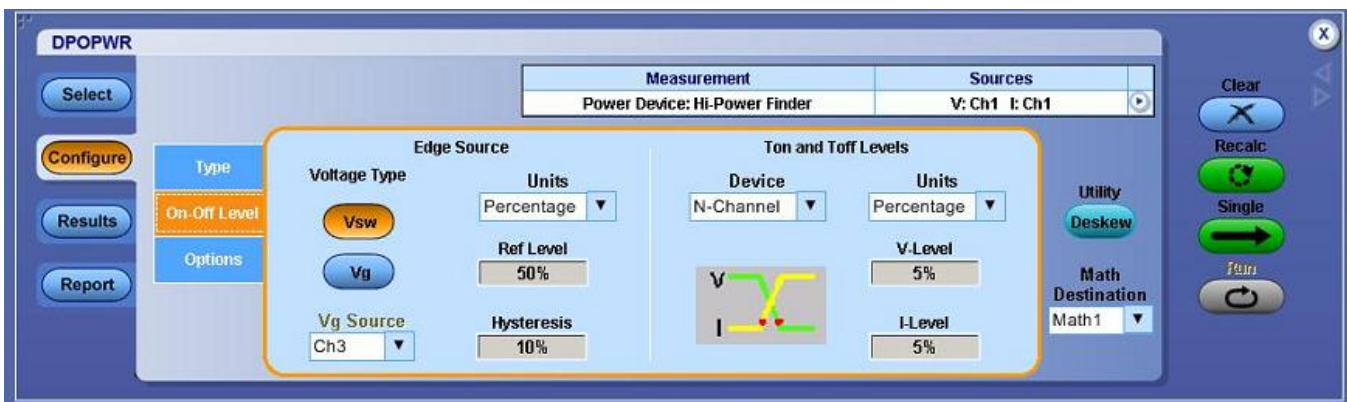 DPOPWR
X
Select
Configure
Results
Report
Type
On-Off Level
Options
Measurement Sources
Power Device: Hi-Power Finder V: Ch1 I: Ch1
Edge Source
Voltage Type
Vsw
Vg
Vg Source
Ch3
Units
Percentage
Ref Level
50%
Hysteresis
10%
Ton and Toff Levels
Device
N-Channel
V
I
Units
Percentage
V-Level
5%
I-Level
5%
Utility
Deskew
Math
Destination
Math1
Clear
Recalc
Single
Run